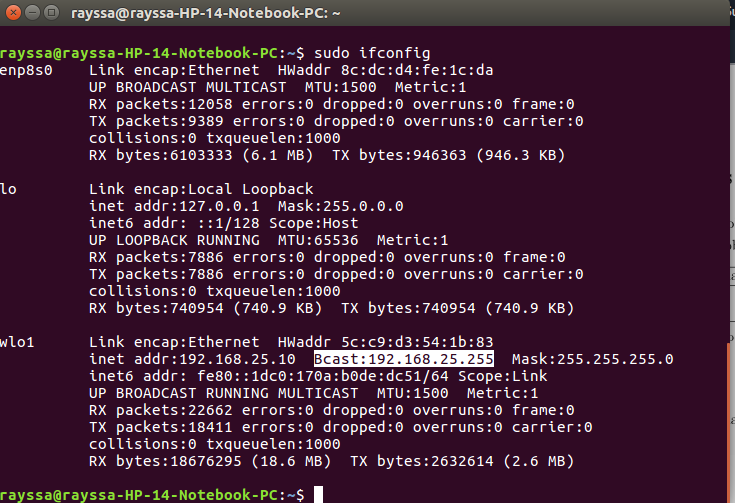 rayssa@rayssa-HP-14-Notebook-PC: ~
rayssa@rayssa-HP-14-Notebook-PC:~$ sudo ifconfig
enp8s0    Link encap:Ethernet  HWaddr 8c:dc:d4:fe:1c:da
          UP BROADCAST MULTICAST  MTU:1500  Metric:1
          RX packets:12058 errors:0 dropped:0 overruns:0 frame:0
          TX packets:9389 errors:0 dropped:0 overruns:0 carrier:0
          collisions:0 txqueuelen:1000
          RX bytes:6103333 (6.1 MB)  TX bytes:946363 (946.3 KB)
lo        Link encap:Local Loopback
          inet addr:127.0.0.1  Mask:255.0.0.0
          inet6 addr: ::1/128 Scope:Host
          UP LOOPBACK RUNNING  MTU:65536  Metric:1
          RX packets:7886 errors:0 dropped:0 overruns:0 frame:0
          TX packets:7886 errors:0 dropped:0 overruns:0 carrier:0
          collisions:0 txqueuelen:1000
          RX bytes:740954 (740.9 KB)  TX bytes:740954 (740.9 KB)
wlo1      Link encap:Ethernet  HWaddr 5c:c9:d3:54:1b:83
          inet addr:192.168.25.10  Bcast:192.168.25.255  Mask:255.255.255.0
          inet6 addr: fe80::1dc0:170a:b0de:dc51/64 Scope:Link
          UP BROADCAST RUNNING MULTICAST  MTU:1500  Metric:1
          RX packets:22662 errors:0 dropped:0 overruns:0 frame:0
          TX packets:18411 errors:0 dropped:0 overruns:0 carrier:0
          collisions:0 txqueuelen:1000
          RX bytes:18676295 (18.6 MB)  TX bytes:2632614 (2.6 MB)
rayssa@rayssa-HP-14-Notebook-PC:~$